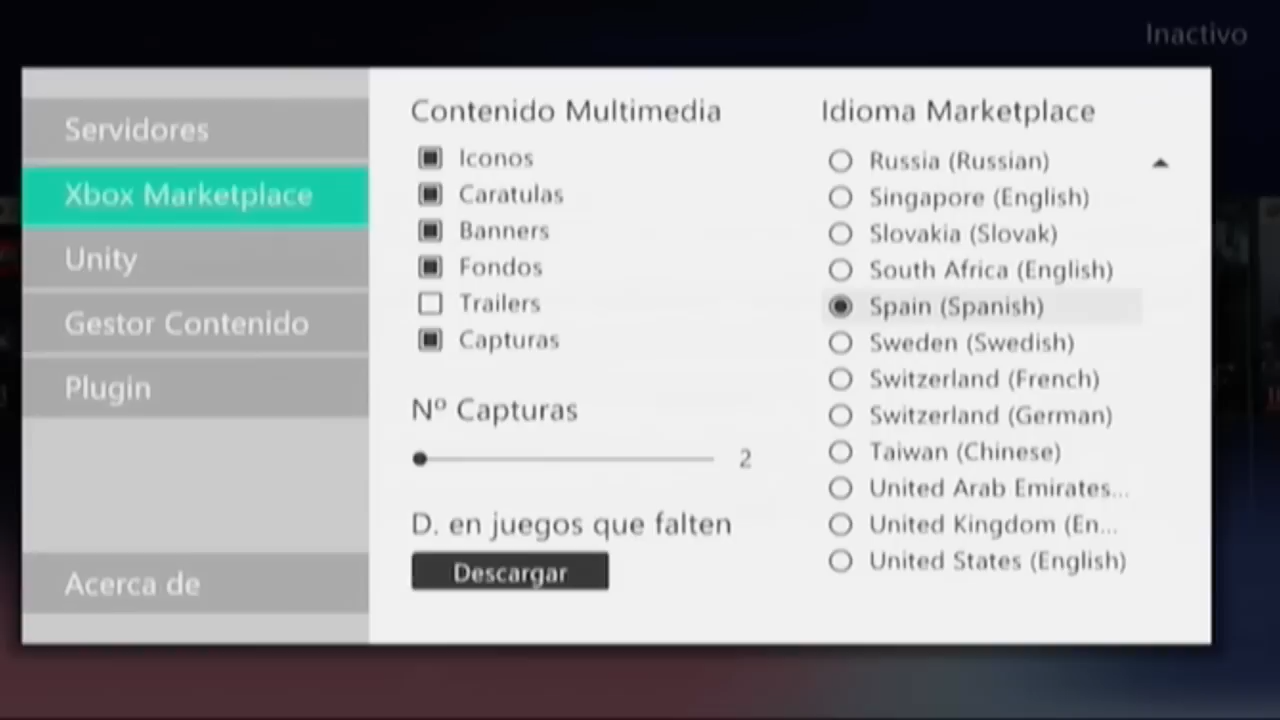 Inactivo
Servidores
Xbox Marketplace
Unity
Gestor Contenido
Plugin
Acerca de
Contenido Multimedia
Iconos
Caratulas
Banners
Fondos
Trailers
Capturas
Nº Capturas
2
D. en juegos que falten
Descargar
Idioma Marketplace
Russia (Russian)
Singapore (English)
Slovakia (Slovak)
South Africa (English)
Spain (Spanish)
Sweden (Swedish)
Switzerland (French)
Switzerland (German)
Taiwan (Chinese)
United Arab Emirates...
United Kingdom (En...
United States (English)